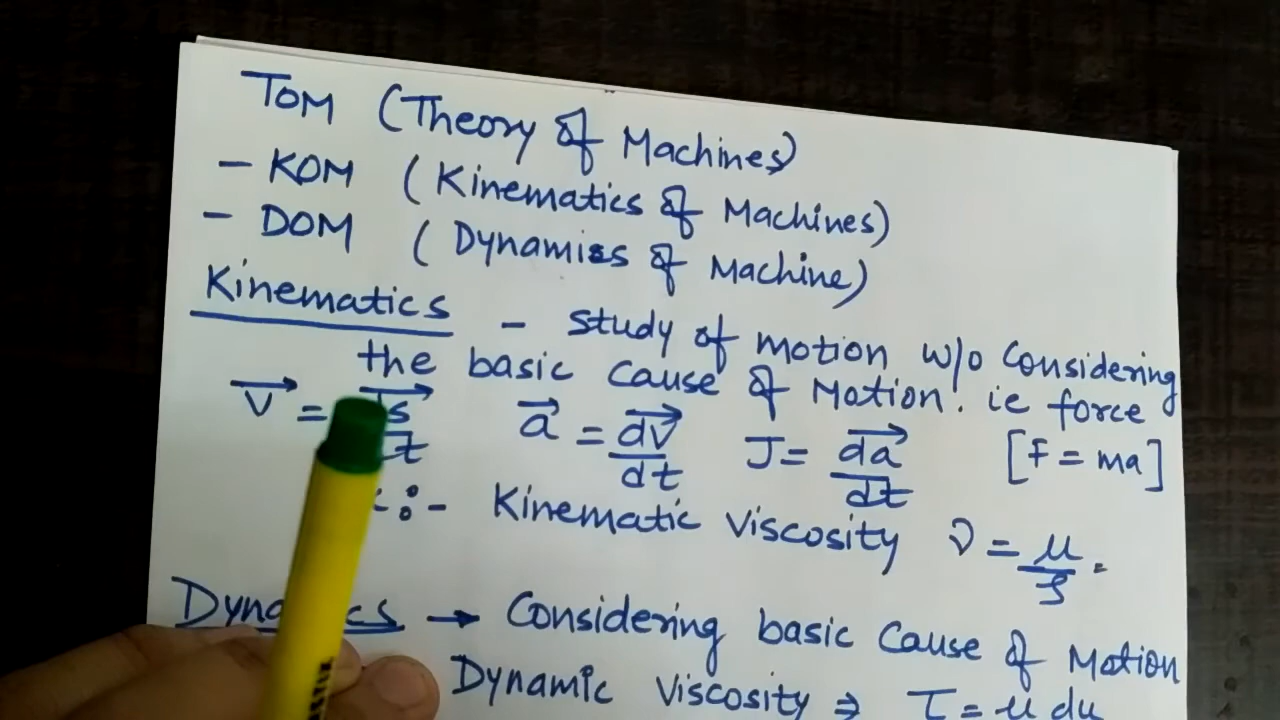 TOM (Theory Of Machines)
- KOM (Kinematics Of Machines)
- DOM (Dynamics Of Machine)
Kinematics - Study of motion w/o Considering
the basic cause Of Motion. ie force
v⃗ = s⃗/t a⃗ = dv⃗/dt J = da⃗/dt [F = ma]
:- Kinematic Viscosity ν = μ/ρ.
→ Considering basic Cause Of Motion
Dynamic Viscosity ⇒ τ = μ du